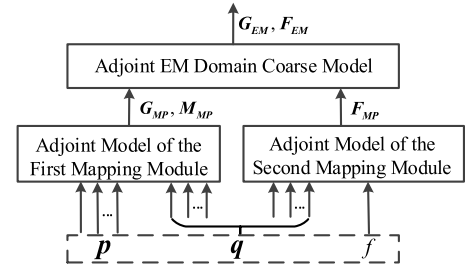 G_EM, F_EM
Adjoint EM Domain Coarse Model
G_MP, M_MP
F_MP
Adjoint Model of the
First Mapping Module
Adjoint Model of the
Second Mapping Module
...
...
...
p
q
f